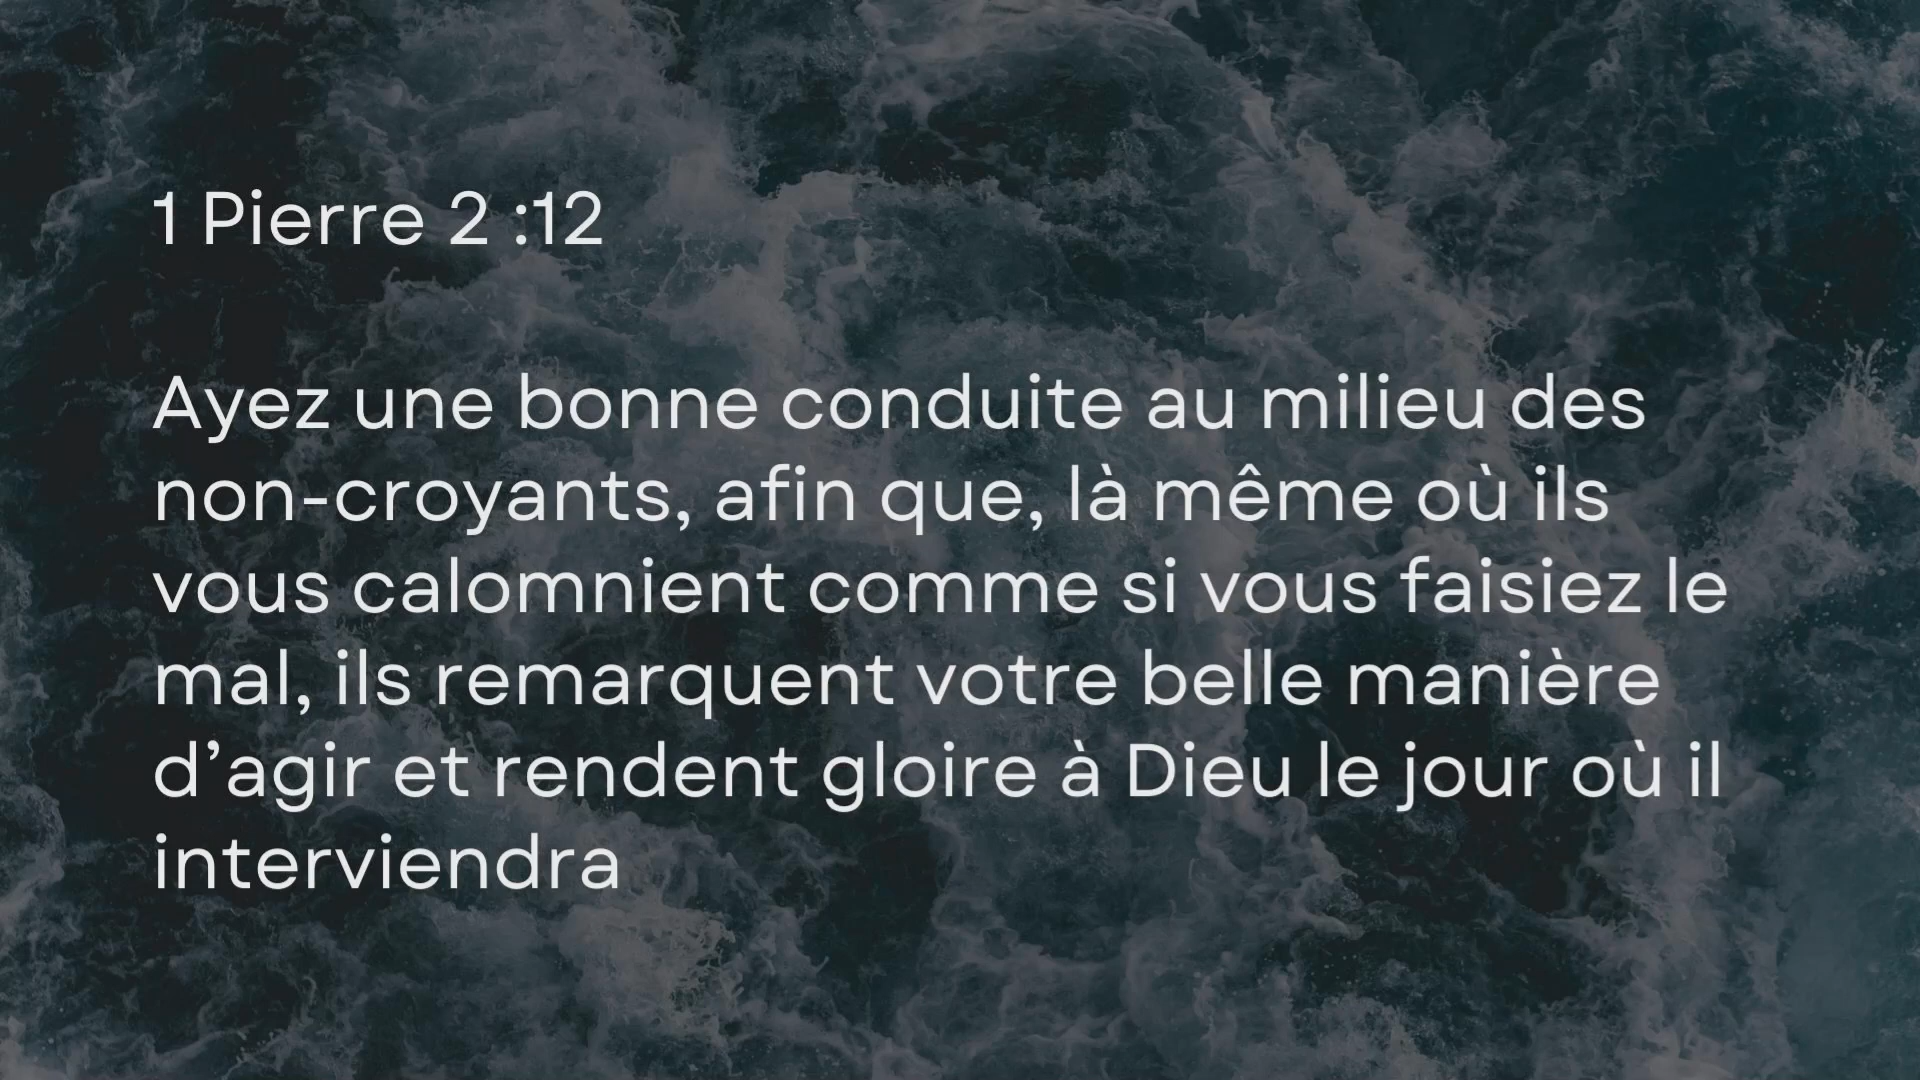 1 Pierre 2 :12
Ayez une bonne conduite au milieu des
non-croyants, afin que, là même où ils
vous calomnient comme si vous faisiez le
mal, ils remarquent votre belle manière
d’agir et rendent gloire à Dieu le jour où il
interviendra